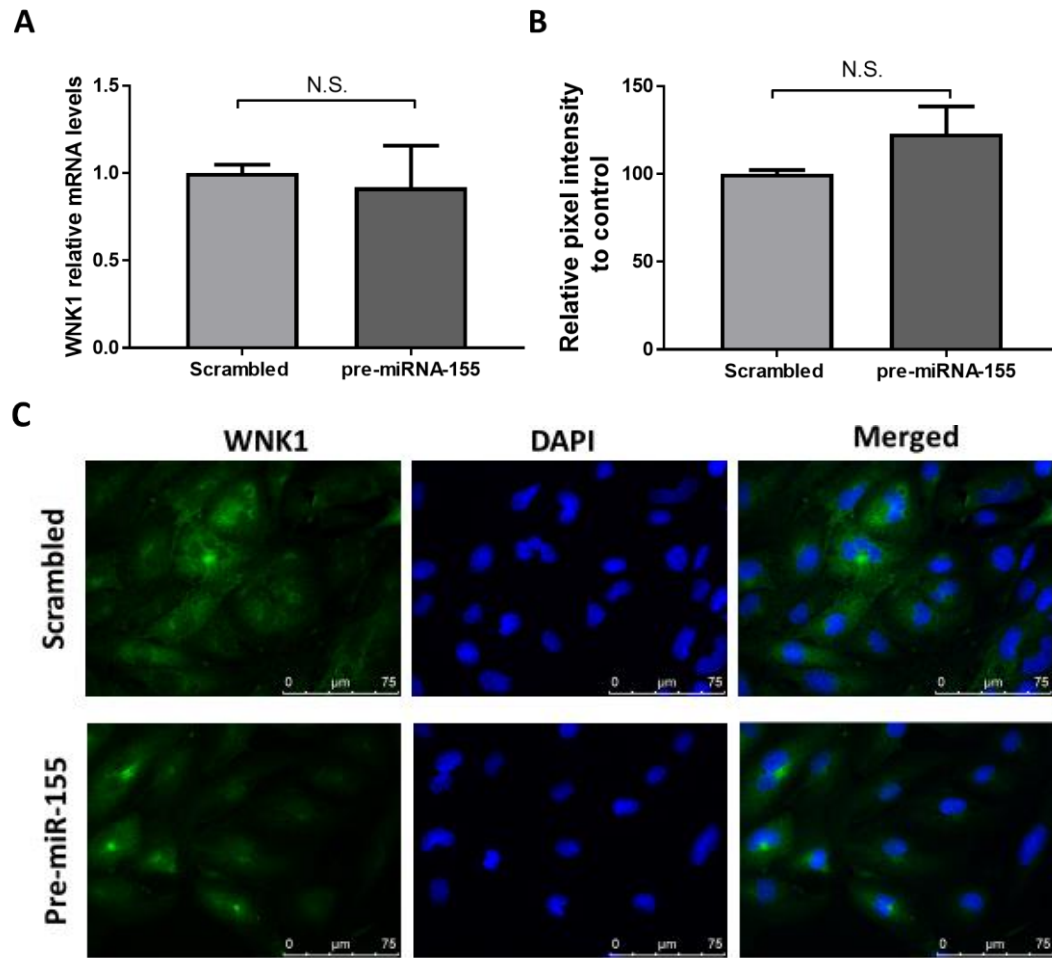 A
WNK1 relative mRNA levels
1.5
1.0
0.5
0.0
N.S.
Scrambled
pre-miRNA-155
B
Relative pixel intensity
to control
150
100
50
0
N.S.
Scrambled
pre-miRNA-155
C
WNK1
DAPI
Merged
Scrambled
0 µm 75
0 µm 75
0 µm 75
Pre-miR-155
0 µm 75
0 µm 75
0 µm 75